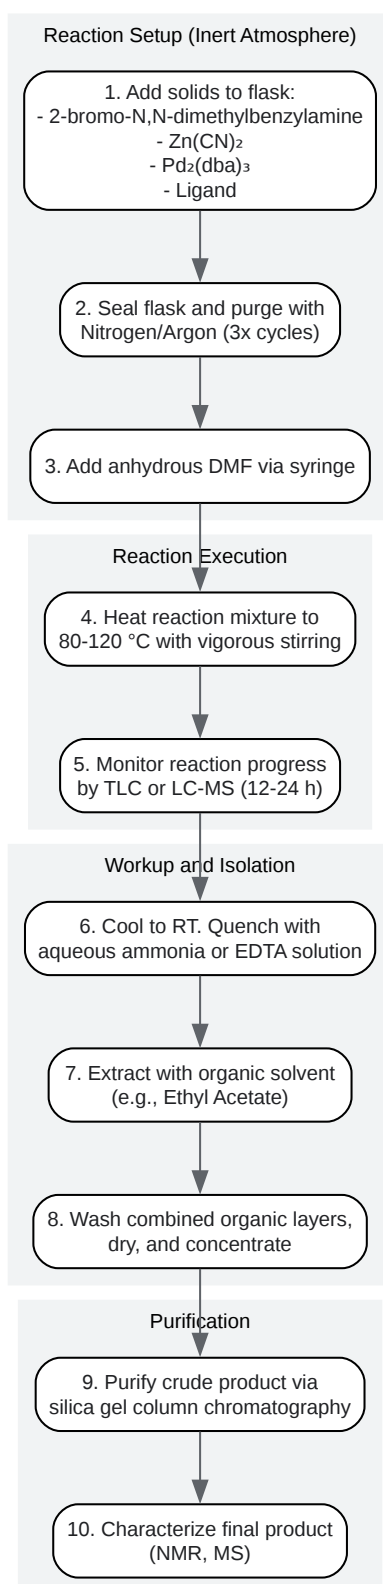 Reaction Setup (Inert Atmosphere)
1. Add solids to flask:
- 2-bromo-N,N-dimethylbenzylamine
- Zn(CN)₂
- Pd₂(dba)₃
- Ligand
2. Seal flask and purge with
Nitrogen/Argon (3x cycles)
3. Add anhydrous DMF via syringe
Reaction Execution
4. Heat reaction mixture to
80-120 °C with vigorous stirring
5. Monitor reaction progress
by TLC or LC-MS (12-24 h)
Workup and Isolation
6. Cool to RT. Quench with
aqueous ammonia or EDTA solution
7. Extract with organic solvent
(e.g., Ethyl Acetate)
8. Wash combined organic layers,
dry, and concentrate
Purification
9. Purify crude product via
silica gel column chromatography
10. Characterize final product
(NMR, MS)